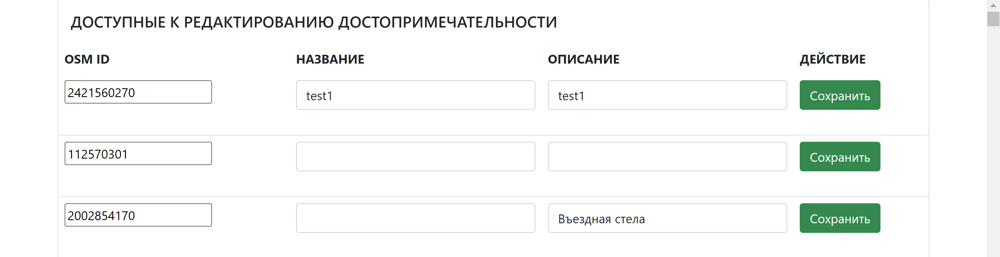 ДОСТУПНЫЕ К РЕДАКТИРОВАНИЮ ДОСТОПРИМЕЧАТЕЛЬНОСТИ
OSM ID НАЗВАНИЕ ОПИСАНИЕ ДЕЙСТВИЕ
2421560270 test1 test1 Сохранить
112570301 Сохранить
2002854170 Въездная стела Сохранить